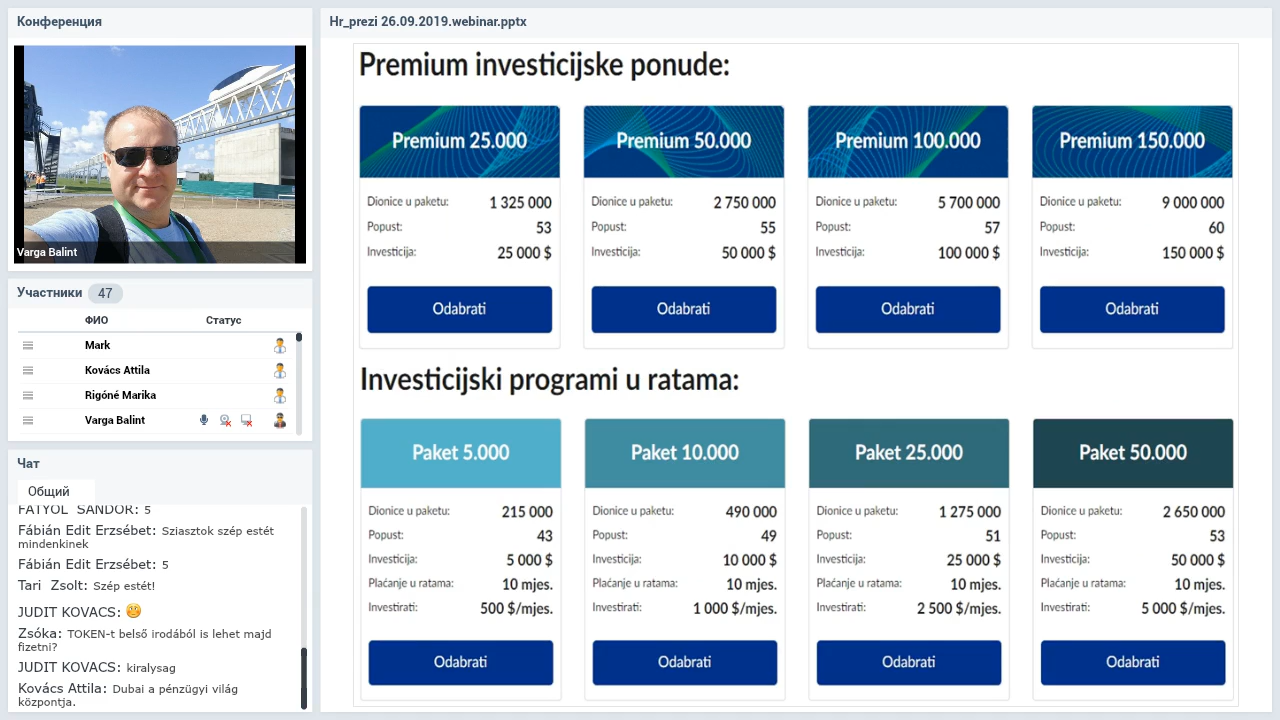 Конференция
Varga Balint
Участники 47
ФИО Статус
Mark
Kovács Attila
Rigóné Marika
Varga Balint
Чат
Общий
FATYOL SANDOR: 5
Fábián Edit Erzsébet: Sziasztok szép estét
mindenkinek
Fábián Edit Erzsébet: 5
Tari Zsolt: Szép estét!
JUDIT KOVACS:
Zsóka: TOKEN-t belső irodából is lehet majd
fizetni?
JUDIT KOVACS: kiralysag
Kovács Attila: Dubai a pénzügyi világ
központja.
Hr_prezi 26.09.2019.webinar.pptx
Premium investicijske ponude:
Premium 25.000
Dionice u paketu: 1 325 000
Popust: 53
Investicija: 25 000 $
Odabrati
Premium 50.000
Dionice u paketu: 2 750 000
Popust: 55
Investicija: 50 000 $
Odabrati
Premium 100.000
Dionice u paketu: 5 700 000
Popust: 57
Investicija: 100 000 $
Odabrati
Premium 150.000
Dionice u paketu: 9 000 000
Popust: 60
Investicija: 150 000 $
Odabrati
Investicijski programi u ratama:
Paket 5.000
Dionice u paketu: 215 000
Popust: 43
Investicija: 5 000 $
Plaćanje u ratama: 10 mjes.
Investirati: 500 $/mjes.
Odabrati
Paket 10.000
Dionice u paketu: 490 000
Popust: 49
Investicija: 10 000 $
Plaćanje u ratama: 10 mjes.
Investirati: 1 000 $/mjes.
Odabrati
Paket 25.000
Dionice u paketu: 1 275 000
Popust: 51
Investicija: 25 000 $
Plaćanje u ratama: 10 mjes.
Investirati: 2 500 $/mjes.
Odabrati
Paket 50.000
Dionice u paketu: 2 650 000
Popust: 53
Investicija: 50 000 $
Plaćanje u ratama: 10 mjes.
Investirati: 5 000 $/mjes.
Odabrati